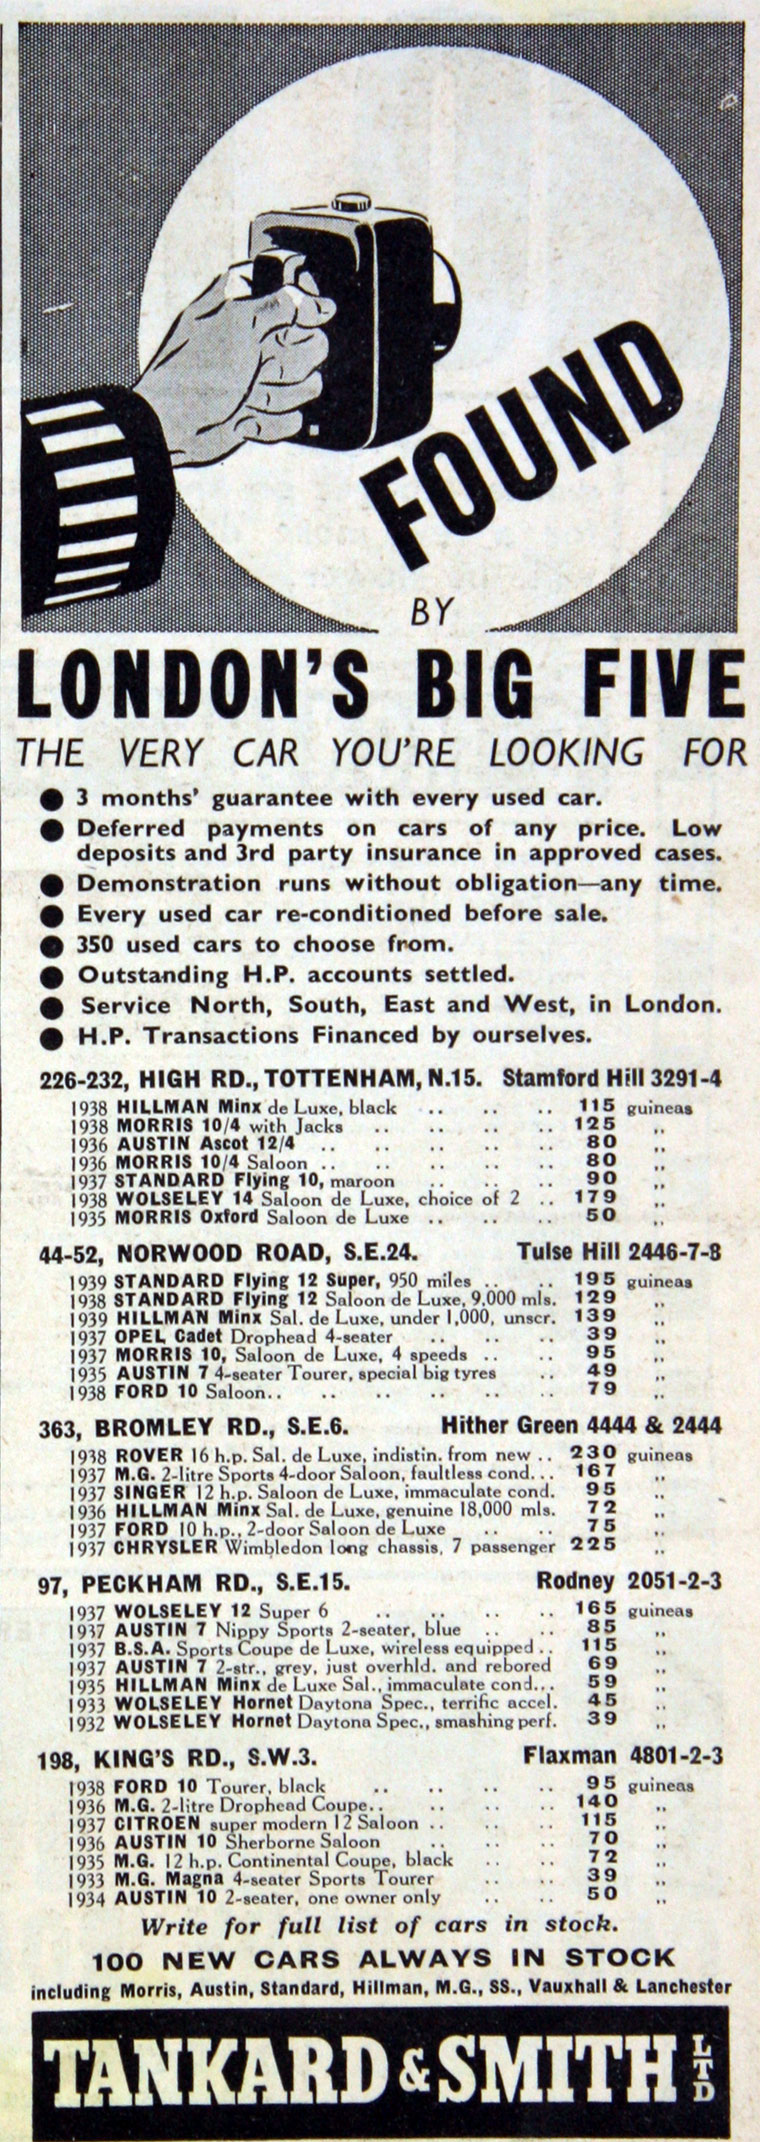 FOUND
BY
LONDON'S BIG FIVE
THE VERY CAR YOU'RE LOOKING FOR
● 3 months' guarantee with every used car.
● Deferred payments on cars of any price. Low
deposits and 3rd party insurance in approved cases.
● Demonstration runs without obligation—any time.
● Every used car re-conditioned before sale.
● 350 used cars to choose from.
● Outstanding H.P. accounts settled.
● Service North, South, East and West, in London.
● H.P. Transactions Financed by ourselves.
226-232, HIGH RD., TOTTENHAM, N.15. Stamford Hill 3291-4
1938 HILLMAN Minx de Luxe, black .. .. .. 115 guineas
1938 MORRIS 10/4 with Jacks .. .. .. .. 125 ,,
1936 AUSTIN Ascot 12/4 .. .. .. .. .. 80 ,,
1936 MORRIS 10/4 Saloon .. .. .. .. .. 80 ,,
1937 STANDARD Flying 10, maroon .. .. .. 90 ,,
1938 WOLSELEY 14 Saloon de Luxe, choice of 2 .. 179 ,,
1935 MORRIS Oxford Saloon de Luxe .. .. .. 50 ,,
44-52, NORWOOD ROAD, S.E.24. Tulse Hill 2446-7-8
1939 STANDARD Flying 12 Super, 950 miles .. .. 195 guineas
1938 STANDARD Flying 12 Saloon de Luxe, 9,000 mls. 129 ,,
1939 HILLMAN Minx Sal. de Luxe, under 1,000, unscr. 139 ,,
1937 OPEL Cadet Drophead 4-seater .. .. .. 39 ,,
1937 MORRIS 10, Saloon de Luxe, 4 speeds .. .. 95 ,,
1935 AUSTIN 7 4-seater Tourer, special big tyres .. 49 ,,
1938 FORD 10 Saloon.. .. .. .. .. .. 79 ,,
363, BROMLEY RD., S.E.6. Hither Green 4444 & 2444
1938 ROVER 16 h.p. Sal. de Luxe, indistin. from new .. 230 guineas
1937 M.G. 2-litre Sports 4-door Saloon, faultless cond... 167 ,,
1937 SINGER 12 h.p. Saloon de Luxe, immaculate cond. 95 ,,
1936 HILLMAN Minx Sal. de Luxe, genuine 18,000 mls. 72 ,,
1937 FORD 10 h.p., 2-door Saloon de Luxe .. .. 75 ,,
1937 CHRYSLER Wimbledon long chassis, 7 passenger 225 ,,
97, PECKHAM RD., S.E.15. Rodney 2051-2-3
1937 WOLSELEY 12 Super 6 .. .. .. .. 165 guineas
1937 AUSTIN 7 Nippy Sports 2-seater, blue .. .. 85 ,,
1937 B.S.A. Sports Coupe de Luxe, wireless equipped .. 115 ,,
1937 AUSTIN 7 2-str., grey, just overhld. and rebored 69 ,,
1935 HILLMAN Minx de Luxe Sal., immaculate cond... 59 ,,
1933 WOLSELEY Hornet Daytona Spec., terrific accel. 45 ,,
1932 WOLSELEY Hornet Daytona Spec., smashing perf. 39 ,,
198, KING'S RD., S.W.3. Flaxman 4801-2-3
1938 FORD 10 Tourer, black .. .. .. .. 95 guineas
1936 M.G. 2-litre Drophead Coupe.. .. .. .. 140 ,,
1937 CITROEN super modern 12 Saloon .. .. .. 115 ,,
1936 AUSTIN 10 Sherborne Saloon .. .. .. 70 ,,
1935 M.G. 12 h.p. Continental Coupe, black .. .. 72 ,,
1933 M.G. Magna 4-seater Sports Tourer .. .. 39 ,,
1934 AUSTIN 10 2-seater, one owner only .. .. 50 ,,
Write for full list of cars in stock.
100 NEW CARS ALWAYS IN STOCK
including Morris, Austin, Standard, Hillman, M.G., SS., Vauxhall & Lanchester
TANKARD & SMITH LTD